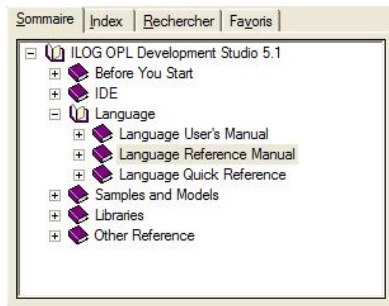 Sommaire Index Rechercher Favoris
ILOG OPL Development Studio 5.1
Before You Start
IDE
Language
Language User's Manual
Language Reference Manual
Language Quick Reference
Samples and Models
Libraries
Other Reference